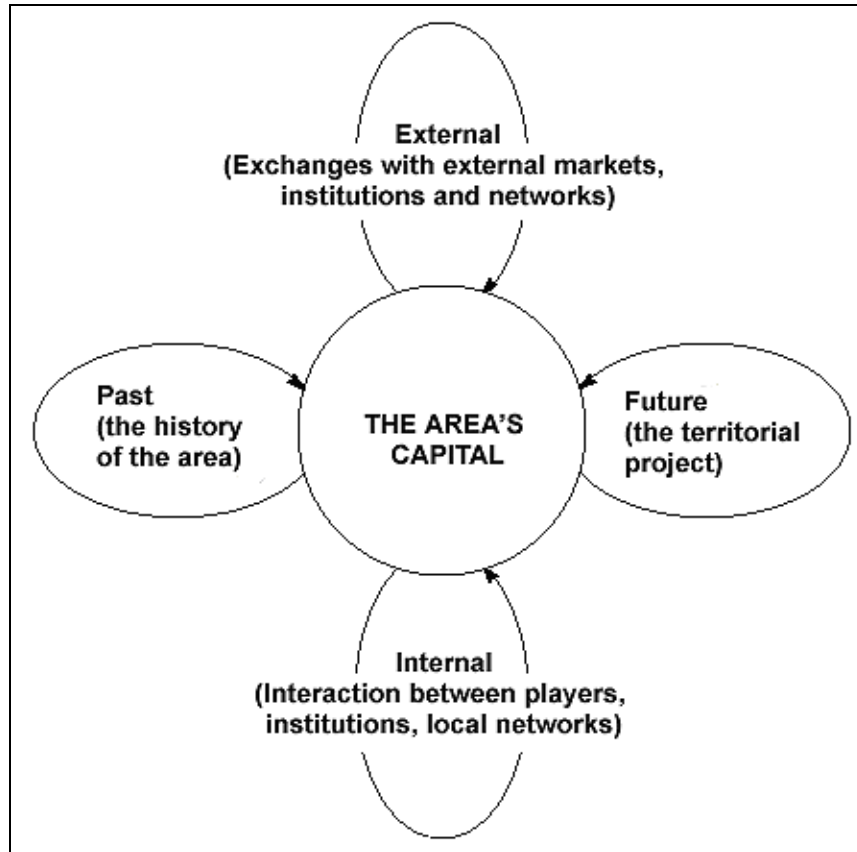 External
(Exchanges with external markets,
institutions and networks)
Past
(the history
of the area)
THE AREA'S
CAPITAL
Future
(the territorial
project)
Internal
(Interaction between players,
institutions, local networks)